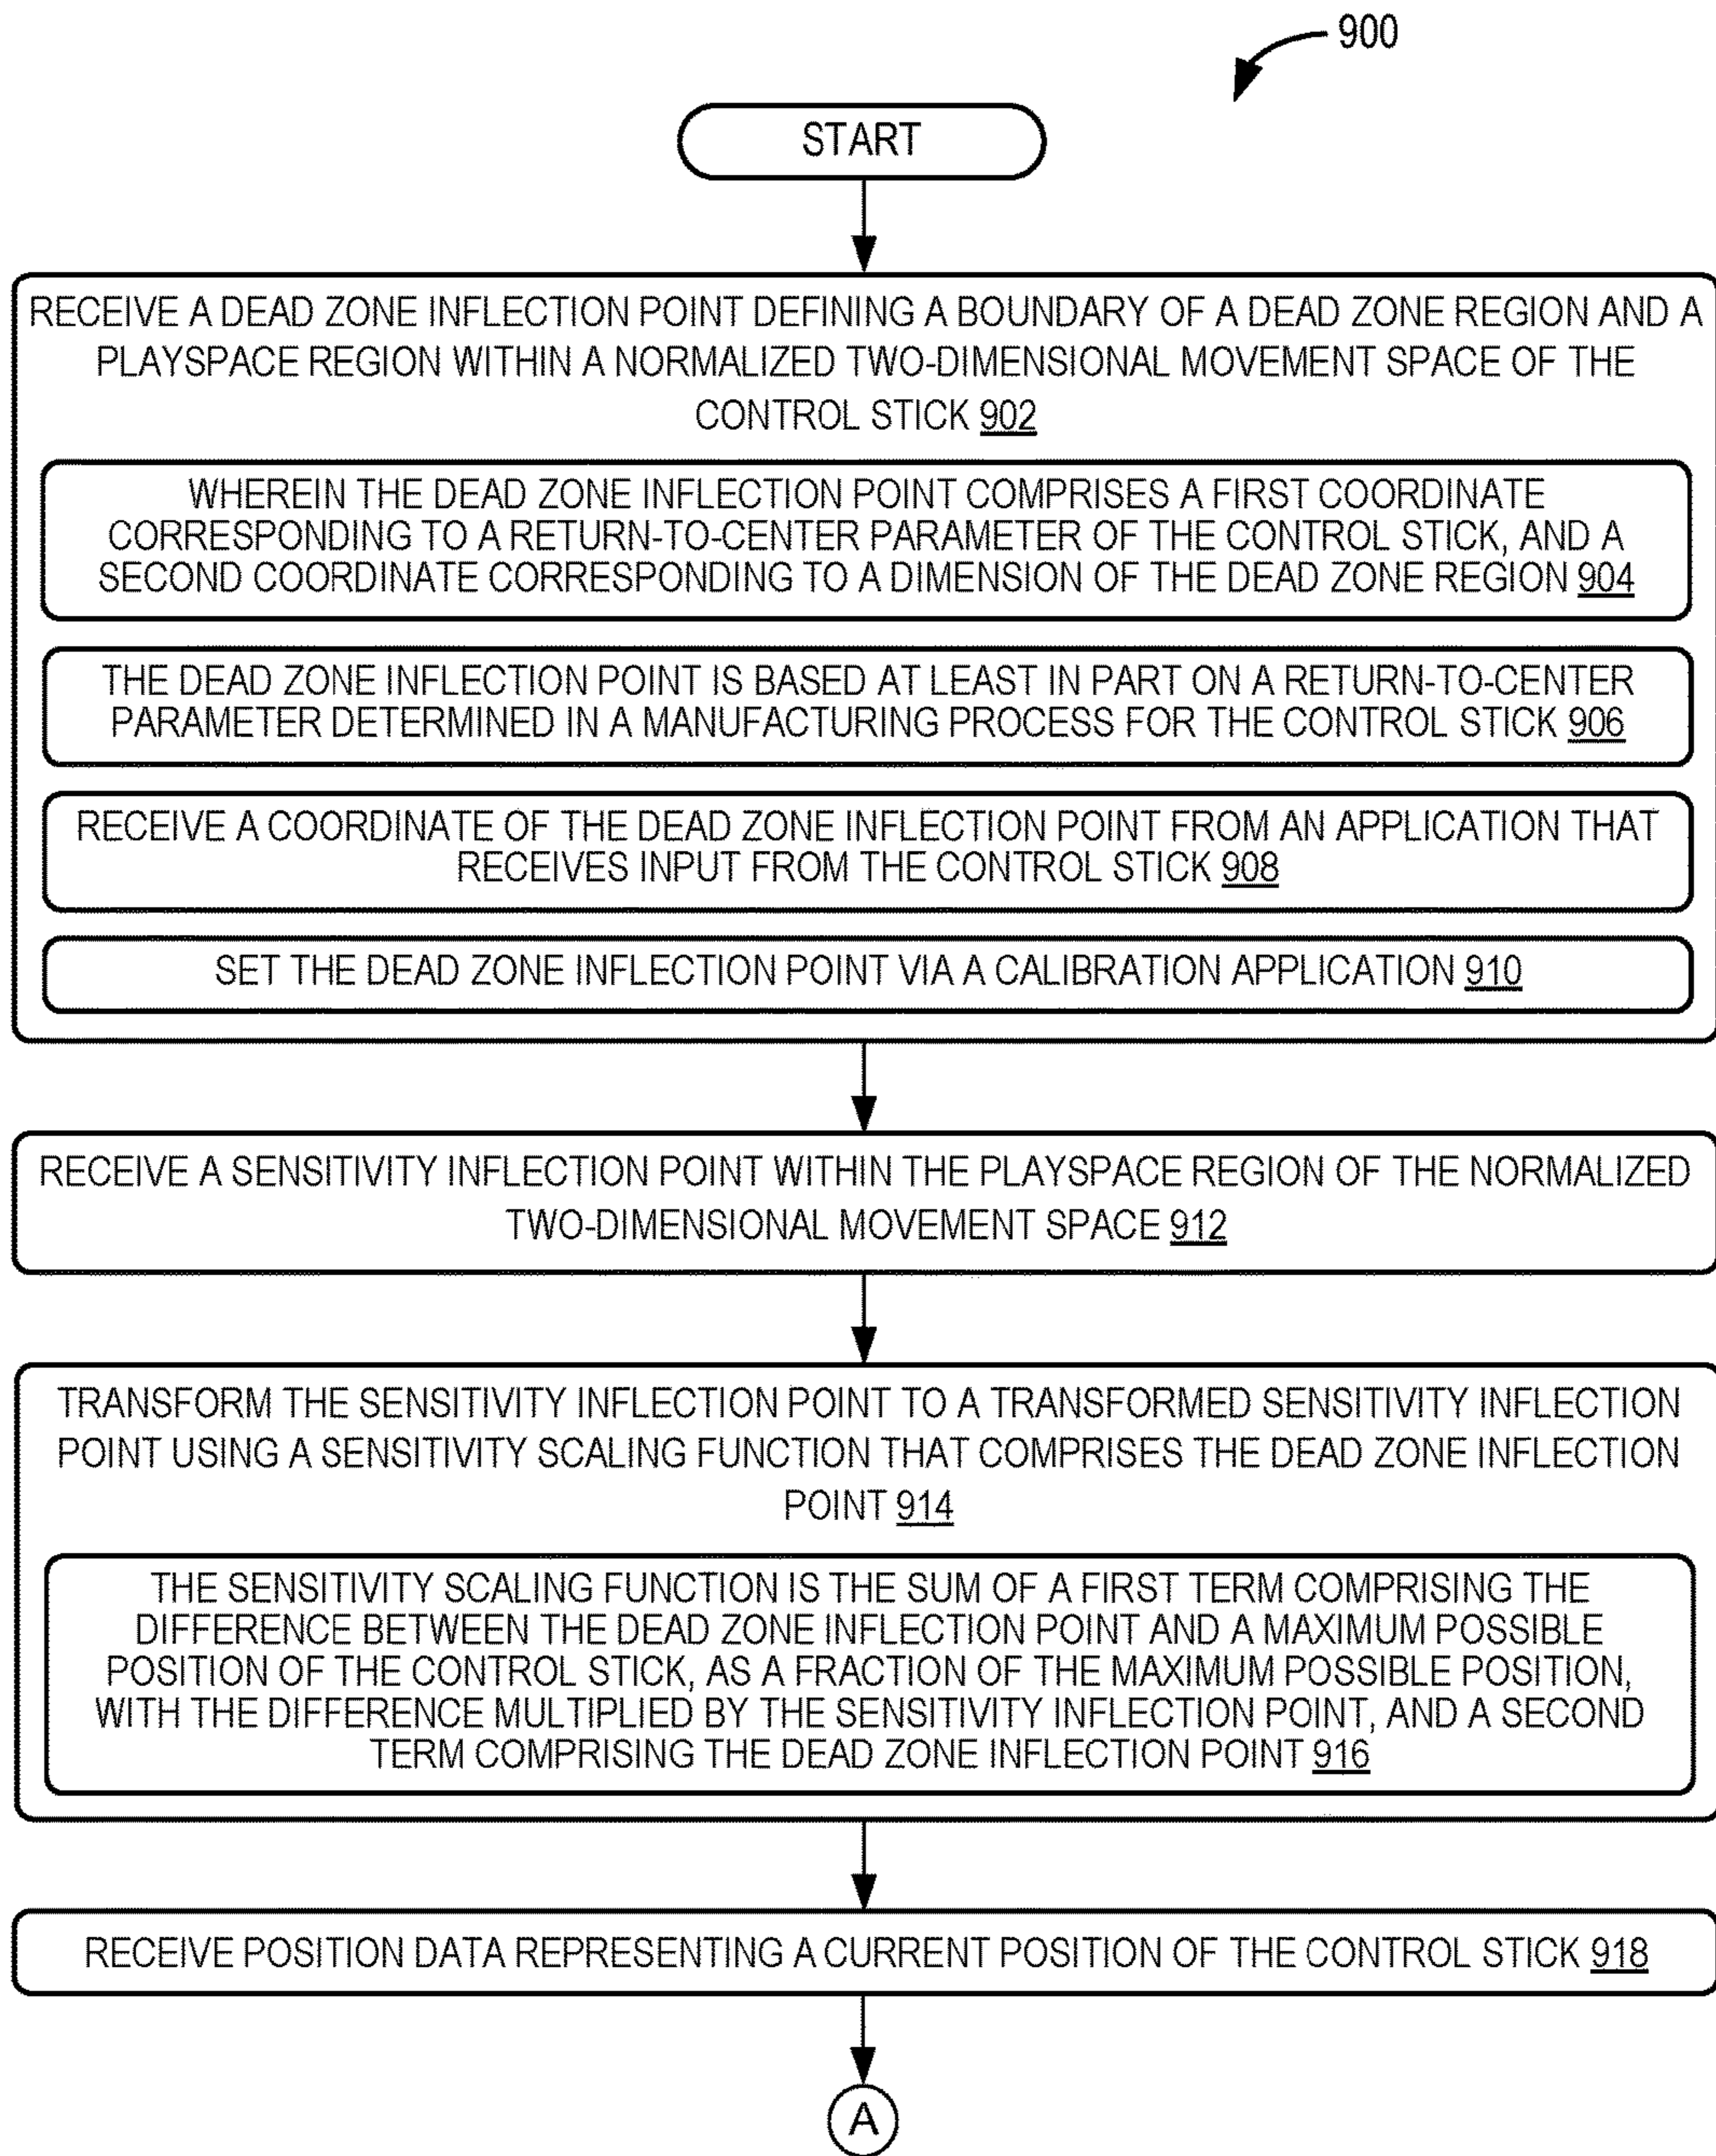 900
START
RECEIVE A DEAD ZONE INFLECTION POINT DEFINING A BOUNDARY OF A DEAD ZONE REGION AND A
PLAYSPACE REGION WITHIN A NORMALIZED TWO-DIMENSIONAL MOVEMENT SPACE OF THE
CONTROL STICK 902
WHEREIN THE DEAD ZONE INFLECTION POINT COMPRISES A FIRST COORDINATE
CORRESPONDING TO A RETURN-TO-CENTER PARAMETER OF THE CONTROL STICK, AND A
SECOND COORDINATE CORRESPONDING TO A DIMENSION OF THE DEAD ZONE REGION 904
THE DEAD ZONE INFLECTION POINT IS BASED AT LEAST IN PART ON A RETURN-TO-CENTER
PARAMETER DETERMINED IN A MANUFACTURING PROCESS FOR THE CONTROL STICK 906
RECEIVE A COORDINATE OF THE DEAD ZONE INFLECTION POINT FROM AN APPLICATION THAT
RECEIVES INPUT FROM THE CONTROL STICK 908
SET THE DEAD ZONE INFLECTION POINT VIA A CALIBRATION APPLICATION 910
RECEIVE A SENSITIVITY INFLECTION POINT WITHIN THE PLAYSPACE REGION OF THE NORMALIZED
TWO-DIMENSIONAL MOVEMENT SPACE 912
TRANSFORM THE SENSITIVITY INFLECTION POINT TO A TRANSFORMED SENSITIVITY INFLECTION
POINT USING A SENSITIVITY SCALING FUNCTION THAT COMPRISES THE DEAD ZONE INFLECTION
POINT 914
THE SENSITIVITY SCALING FUNCTION IS THE SUM OF A FIRST TERM COMPRISING THE
DIFFERENCE BETWEEN THE DEAD ZONE INFLECTION POINT AND A MAXIMUM POSSIBLE
POSITION OF THE CONTROL STICK, AS A FRACTION OF THE MAXIMUM POSSIBLE POSITION,
WITH THE DIFFERENCE MULTIPLIED BY THE SENSITIVITY INFLECTION POINT, AND A SECOND
TERM COMPRISING THE DEAD ZONE INFLECTION POINT 916
RECEIVE POSITION DATA REPRESENTING A CURRENT POSITION OF THE CONTROL STICK 918
A